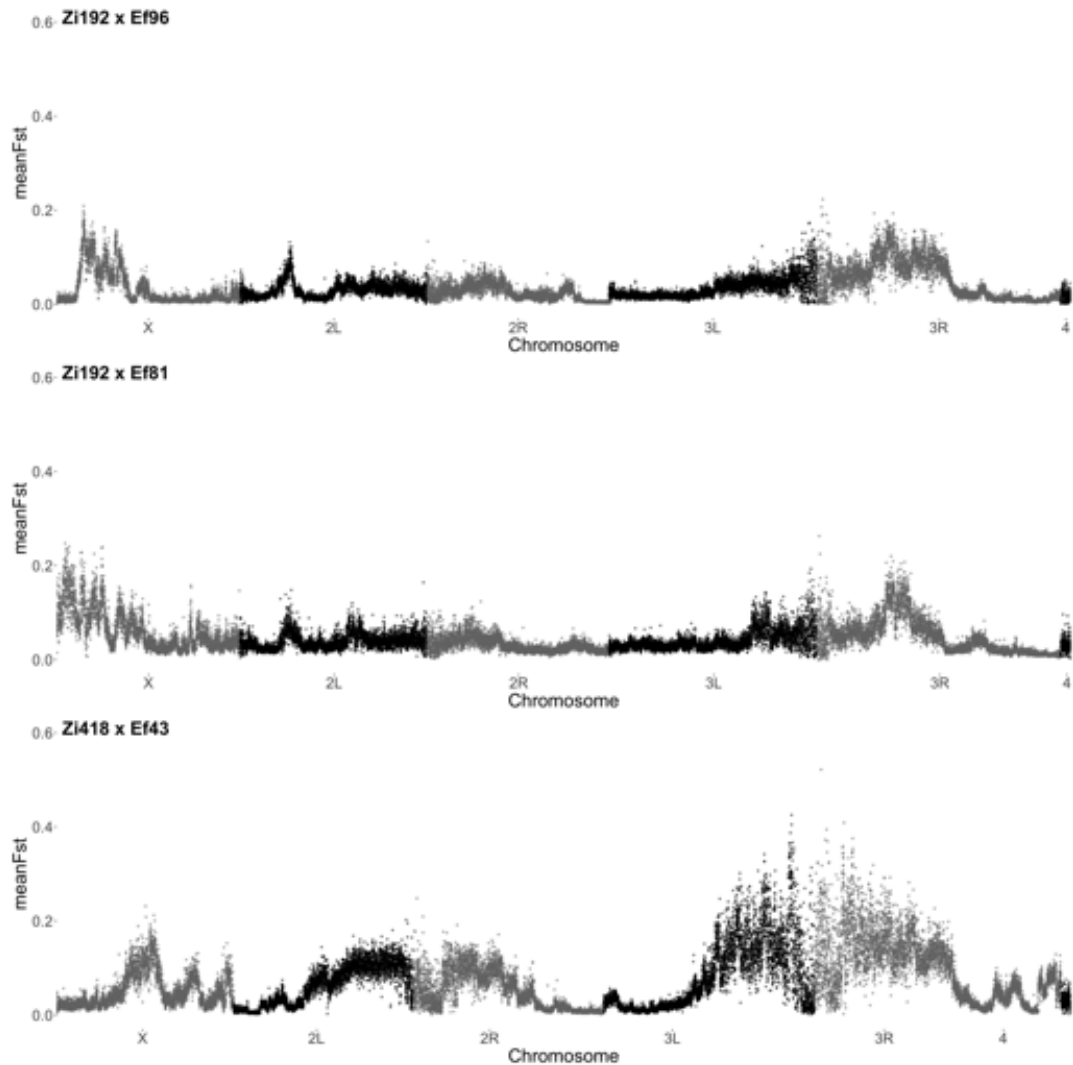 Zi192 x Ef96
0.6
0.4
meanFst
0.2
0.0
X 2L 2R 3L 3R 4
Chromosome
Zi192 x Ef81
0.6
0.4
meanFst
0.2
0.0
X 2L 2R 3L 3R 4
Chromosome
Zi418 x Ef43
0.6
0.4
meanFst
0.2
0.0
X 2L 2R 3L 3R 4
Chromosome